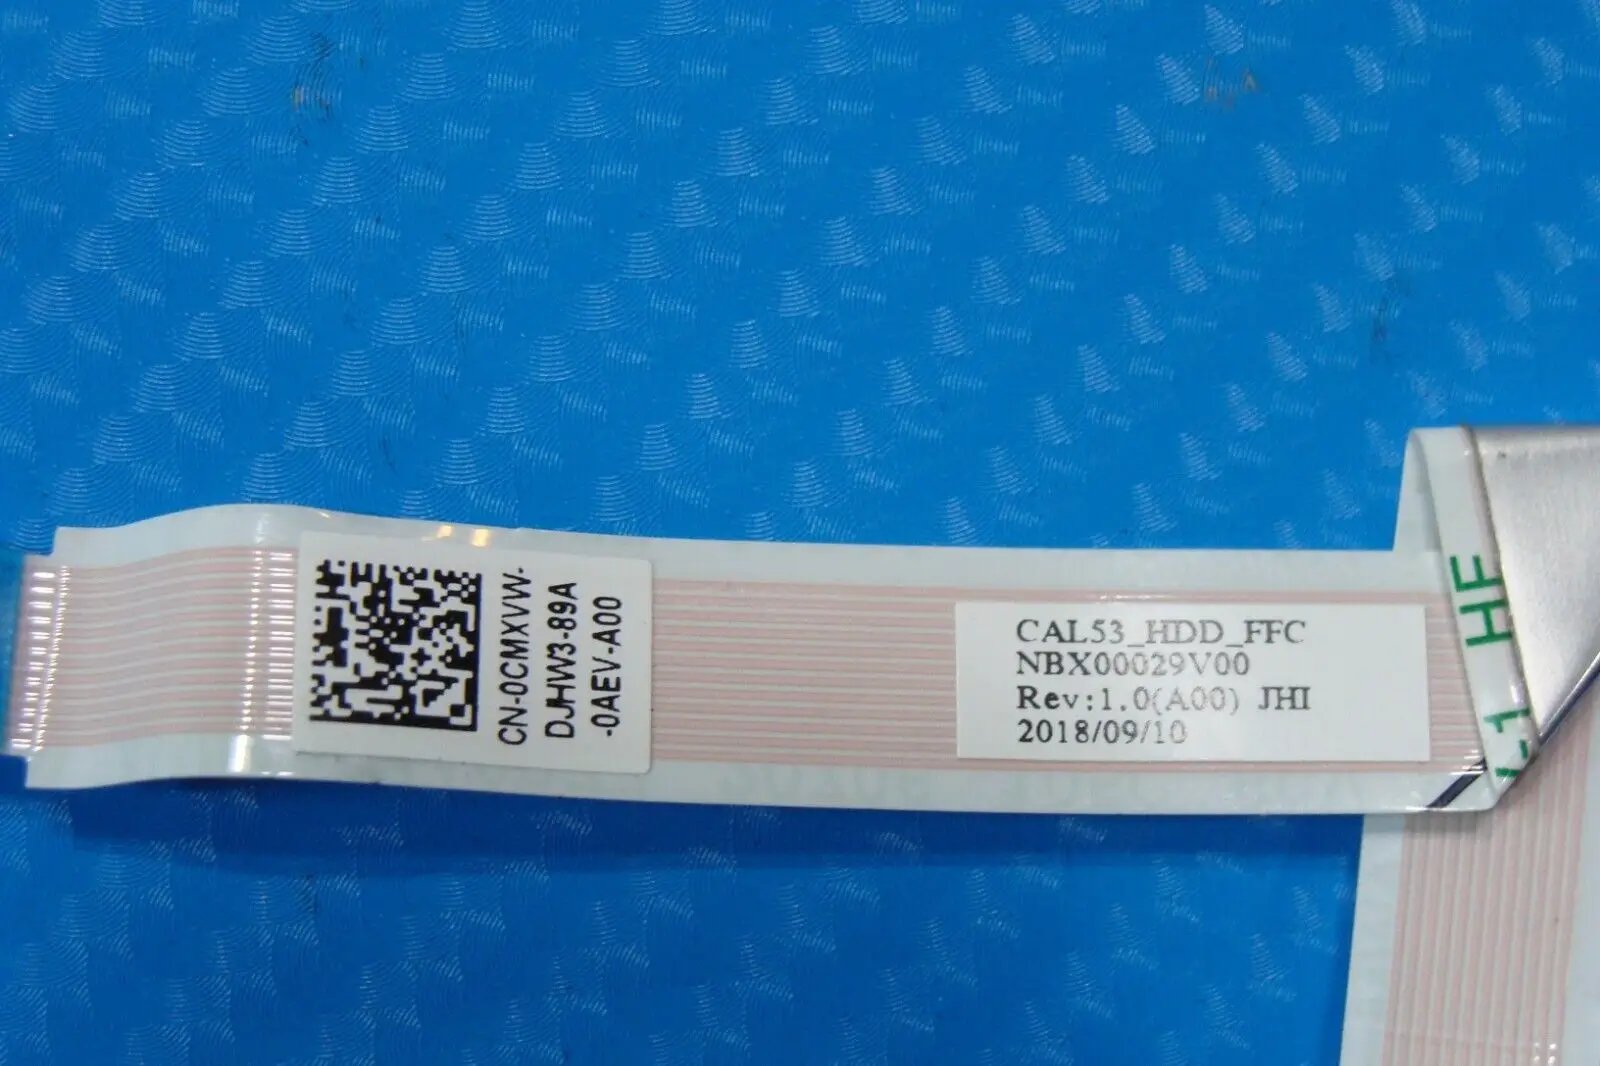 CN-0CMXVW-
DJHW3-89A
-0AEV-A00
CAL53_HDD_FFC
NBX00029V00
Rev:1.0(A00) JHI
2018/09/10
HF